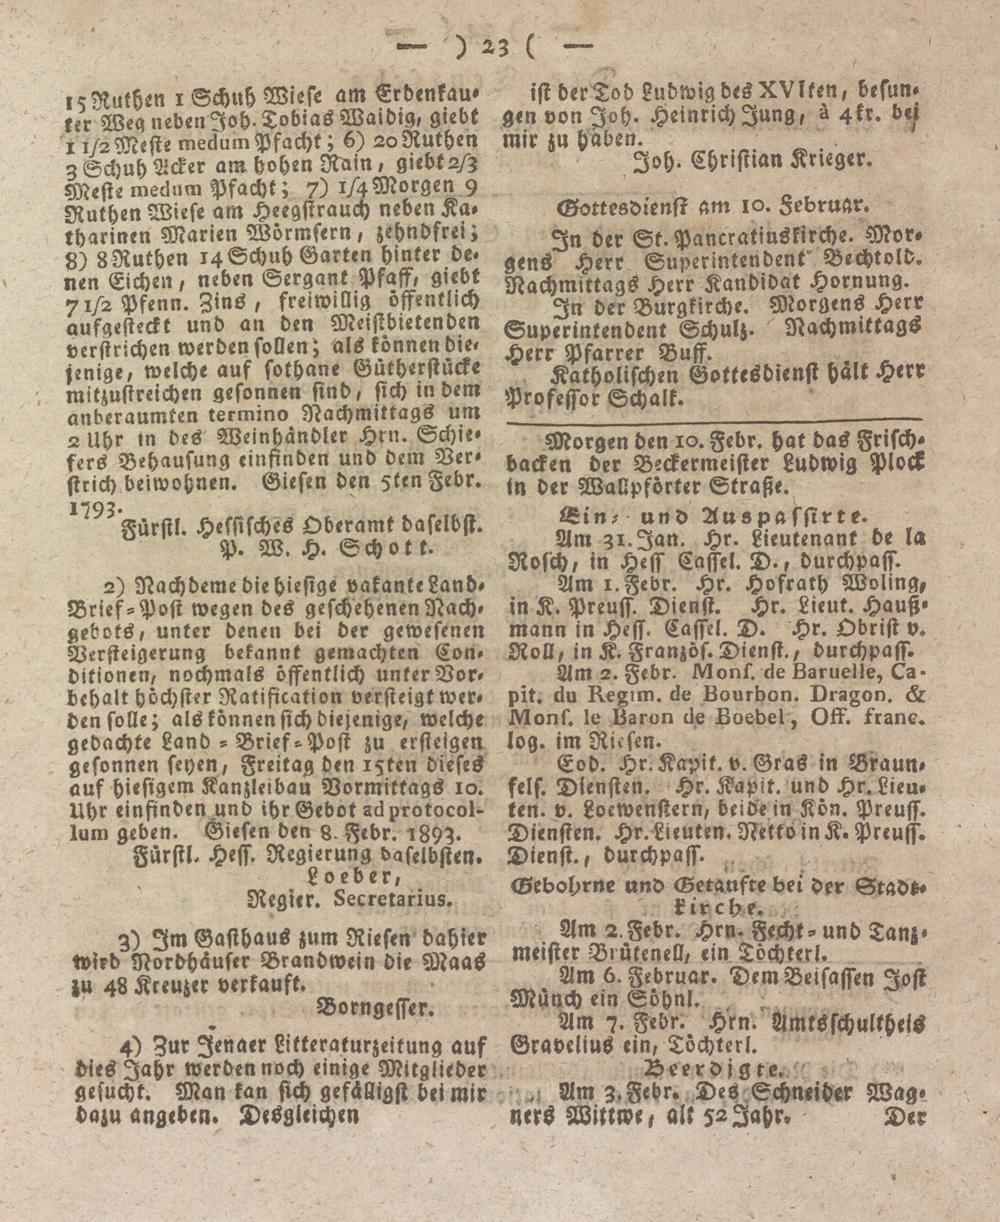 — ) 23 ( —
15 Ruthen 1 Schuh Wiese am Erdenkau-
ter Weg neben Joh. Tobias Waidig, giebt
1 1/2 Meste medum Pfacht; 6) 20 Ruthen
3 Schuh Acker am hohen Rain, giebt 2/3
Meste medum Pfacht; 7) 1/4 Morgen 9
Ruthen Wiese am Heegstrauch neben Ka-
tharinen Marien Wörmsern, zehndfrei;
8) 8 Ruthen 14 Schuh Garten hinter de-
nen Eichen, neben Sergant Pfaff, giebt
7 1/2 Pfenn. Zins, freiwillig öffentlich
aufgesteckt und an den Meistbietenden
verstrichen werden sollen; als können die-
jenige, welche auf sothane Gütherstücke
mitzustreichen gesonnen sind, sich in dem
anberaumten termino Nachmittags um
2 Uhr in des Weinhändler Hrn. Schie-
fers Behausung einfinden und dem Ver-
strich beiwohnen. Giesen den 5ten Febr.
1793.
Fürstl. Hessisches Oberamt daselbst.
P. W. H. Schott.
2) Nachdeme die hiesige vakante Land-
Brief-Post wegen des geschehenen Nach-
gebots, unter denen bei der gewesenen
Versteigerung bekannt gemachten Con-
ditionen, nochmals öffentlich unter Vor-
behalt höchster Ratification versteigt wer-
den solle; als können sich diejenige, welche
gedachte Land-Brief-Post zu ersteigen
gesonnen seyen, Freitag den 15ten dieses
auf hiesigem Kanzleibau Vormittags 10.
Uhr einfinden und ihr Gebot ad protocol-
lum geben. Giesen den 8. Febr. 1893.
Fürstl. Hess. Regierung daselbsten.
Loeber,
Regier. Secretarius.
3) Im Gasthaus zum Riesen dahier
wird Nordhäuser Brandwein die Maas
zu 48 Kreuzer verkauft.
Borngesser.
4) Zur Jenaer Litteraturzeitung auf
dies Jahr werden noch einige Mitglieder
gesucht. Man kan sich gefälligst bei mir
dazu angeben. Desgleichen
ist der Tod Ludwig des XVIten, besun-
gen von Joh. Heinrich Jung, à 4 kr. bei
mir zu haben.
Joh. Christian Krieger.
Gottesdienst am 10. Februar.
In der St. Pancratiuskirche. Mor-
gens Herr Superintendent Bechtold.
Nachmittags Herr Kandidat Hornung.
In der Burgkirche. Morgens Herr
Superintendent Schulz. Nachmittags
Herr Pfarrer Buff.
Katholischen Gottesdienst hält Herr
Professor Schalk.
Morgen den 10. Febr. hat das Frisch-
backen der Beckermeister Ludwig Plock
in der Wallpförter Straße.
Ein- und Auspassirte.
Am 31. Jan. Hr. Lieutenant de la
Rosch, in Hess Cassel. D., durchpass.
Am 1. Febr. Hr. Hofrath Woling,
in K. Preuss. Dienst. Hr. Lieut. Hauß-
mann in Hess. Cassel. D. Hr. Obrist v.
Roll, in K. Französ. Dienst., durchpass.
Am 2. Febr. Monſ. de Baruelle, Ca-
pit. du Regim. de Bourbon. Dragon. &
Monſ. le Baron de Boebel, Off. franc.
log. im Riesen.
Eod. Hr. Kapit. v. Gras in Braun-
fels. Diensten. Hr. Kapit. und Hr. Lieu-
ten. v. Loewenstern, beide in Kön. Preuss.
Diensten. Hr. Lieuten. Netto in K. Preuss.
Dienst., durchpass.
Gebohrne und Getaufte bei der Stadt-
kirche.
Am 2. Febr. Hrn. Fecht- und Tanz-
meister Brütenell, ein Töchterl.
Am 6. Februar. Dem Beisassen Jost
Münch ein Söhnl.
Am 7. Febr. Hrn. Amtsschultheis
Gravelius ein, Töchterl.
Beerdigte.
Am 3. Febr. Des Schneider Wag-
ners Wittwe, alt 52 Jahr. Der